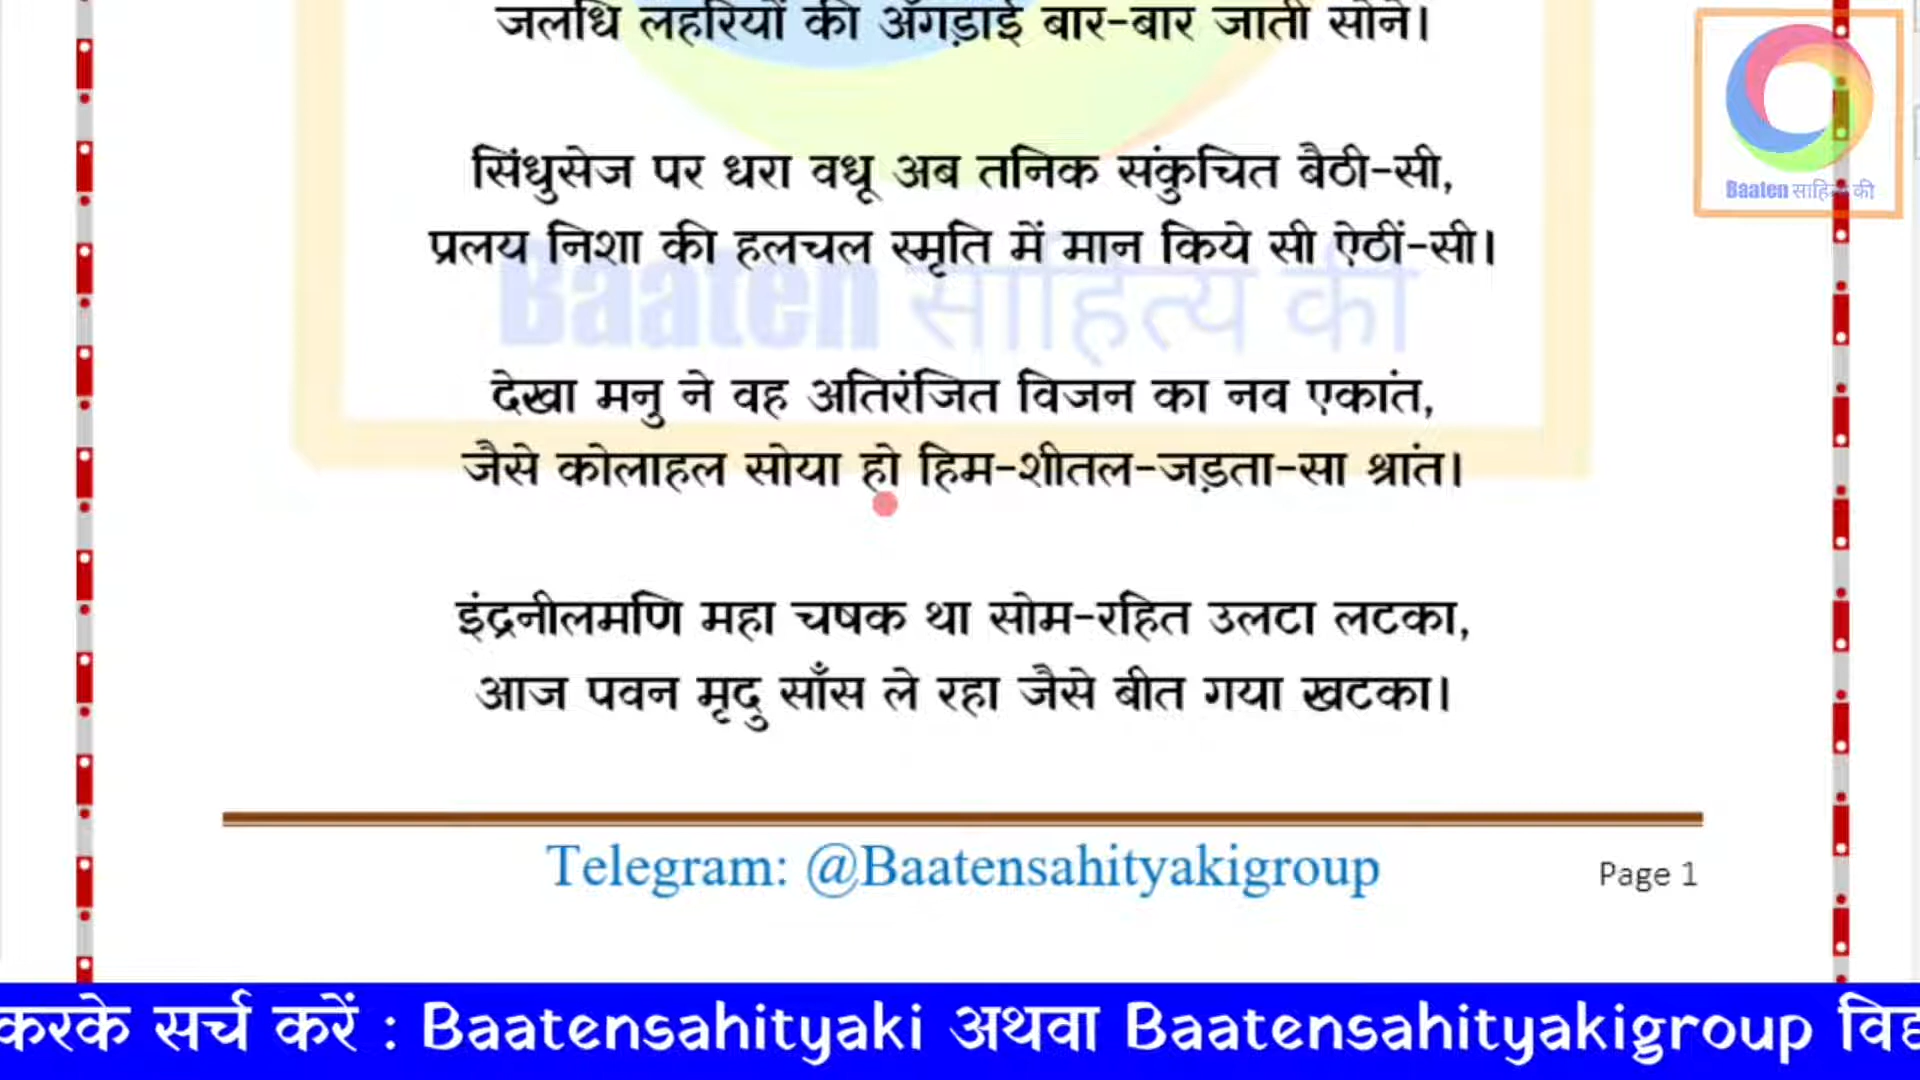 जलधि लहरियों की अँगड़ाई बार-बार जाती सोने।
Baaten साहित्य की
सिंधुसेज पर धरा वधू अब तनिक संकुचित बैठी-सी,
प्रलय निशा की हलचल स्मृति में मान किये सी ऐठीं-सी।
Baaten साहित्य की
देखा मनु ने वह अतिरंजित विजन का नव एकांत,
जैसे कोलाहल सोया हो हिम-शीतल-जड़ता-सा श्रांत।
इंद्रनीलमणि महा चषक था सोम-रहित उलटा लटका,
आज पवन मृदु साँस ले रहा जैसे बीत गया खटका।
Telegram: @Baatensahityakigroup
Page 1
करके सर्च करें : Baatensahityaki अथवा Baatensahityakigroup